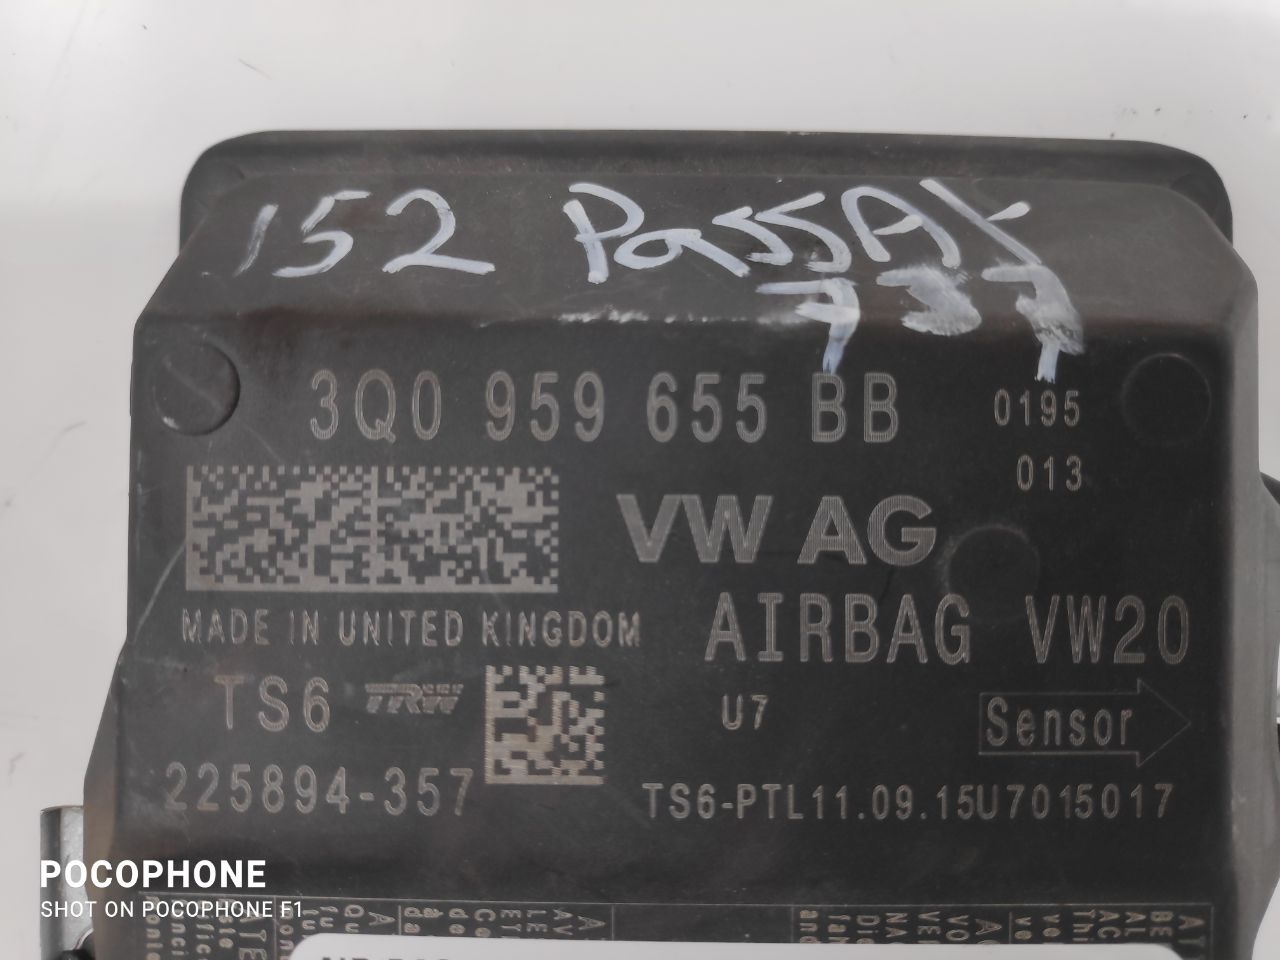 152 PassAt
737
3Q0 959 655 BB 0195
013
VW AG
MADE IN UNITED KINGDOM
AIRBAG VW20
TS6 TRW
U7
Sensor
225894-357
TS6-PTL11.09.15U7015017
POCOPHONE
SHOT ON POCOPHONE F1